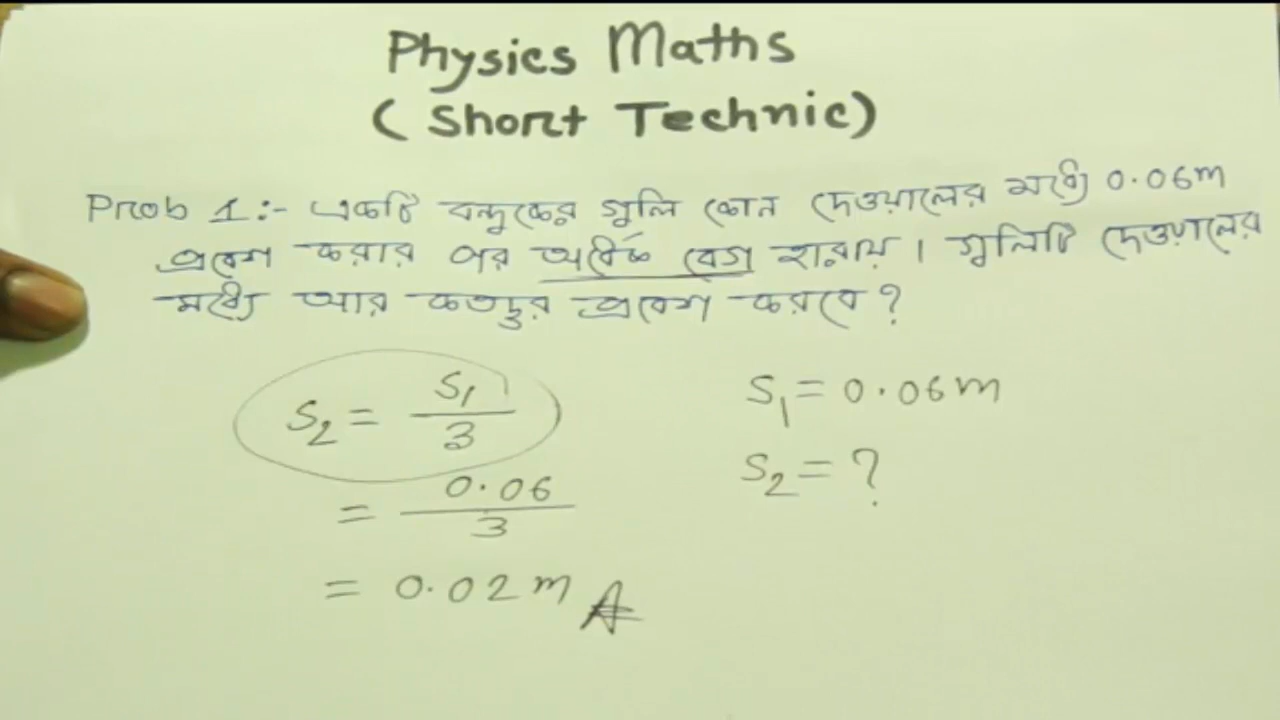 Physics Maths
(Short Technic)
Prob 1:- একটি বন্দুকের গুলি কোন দেওয়ালের মধ্যে 0.06m
প্রবেশ করার পর অর্ধেক বেগ হারায়। গুলিটি দেওয়ালের
মধ্যে আর কতদুর প্রবেশ করবে?
S₂ = S₁/3
S₁ = 0.06m
= 0.06/3
S₂ = ?
= 0.02m